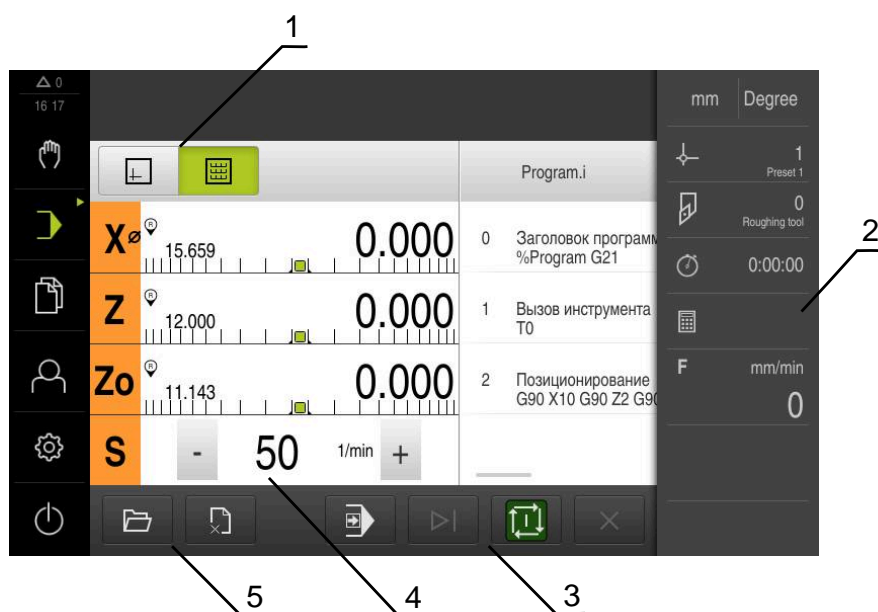 1
△ 0
16 17
mm Degree
1
Preset 1
Program.i
0
Roughing tool
2
X⌀ R 15.659 0.000
0 Заголовок програм
%Program G21
0:00:00
Z R 12.000 0.000
1 Вызов инструмента
T0
F mm/min
0
Zo R 11.143 0.000
2 Позиционирование
G90 X10 G90 Z2 G90
S - 50 1/min +
5
4
3